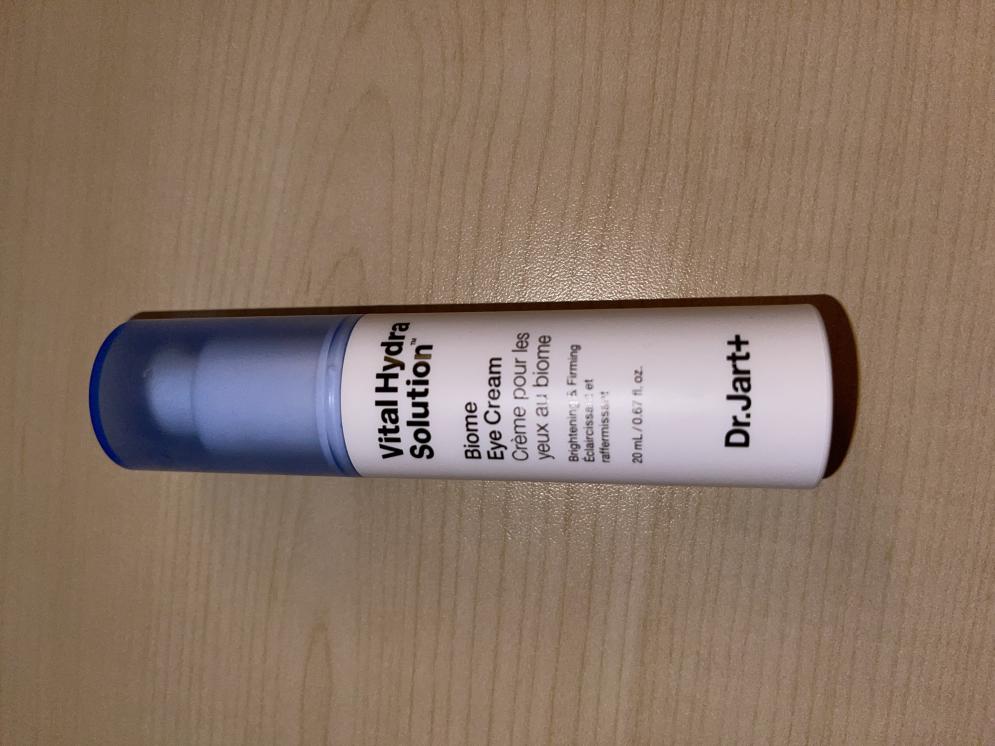 Vital Hydra
Solution™
Biome
Eye Cream
Crème pour les
yeux au biome
Brightening & Firming
Éclaircissant et
raffermissant
20 mL / 0.67 fl. oz.
Dr.Jart+